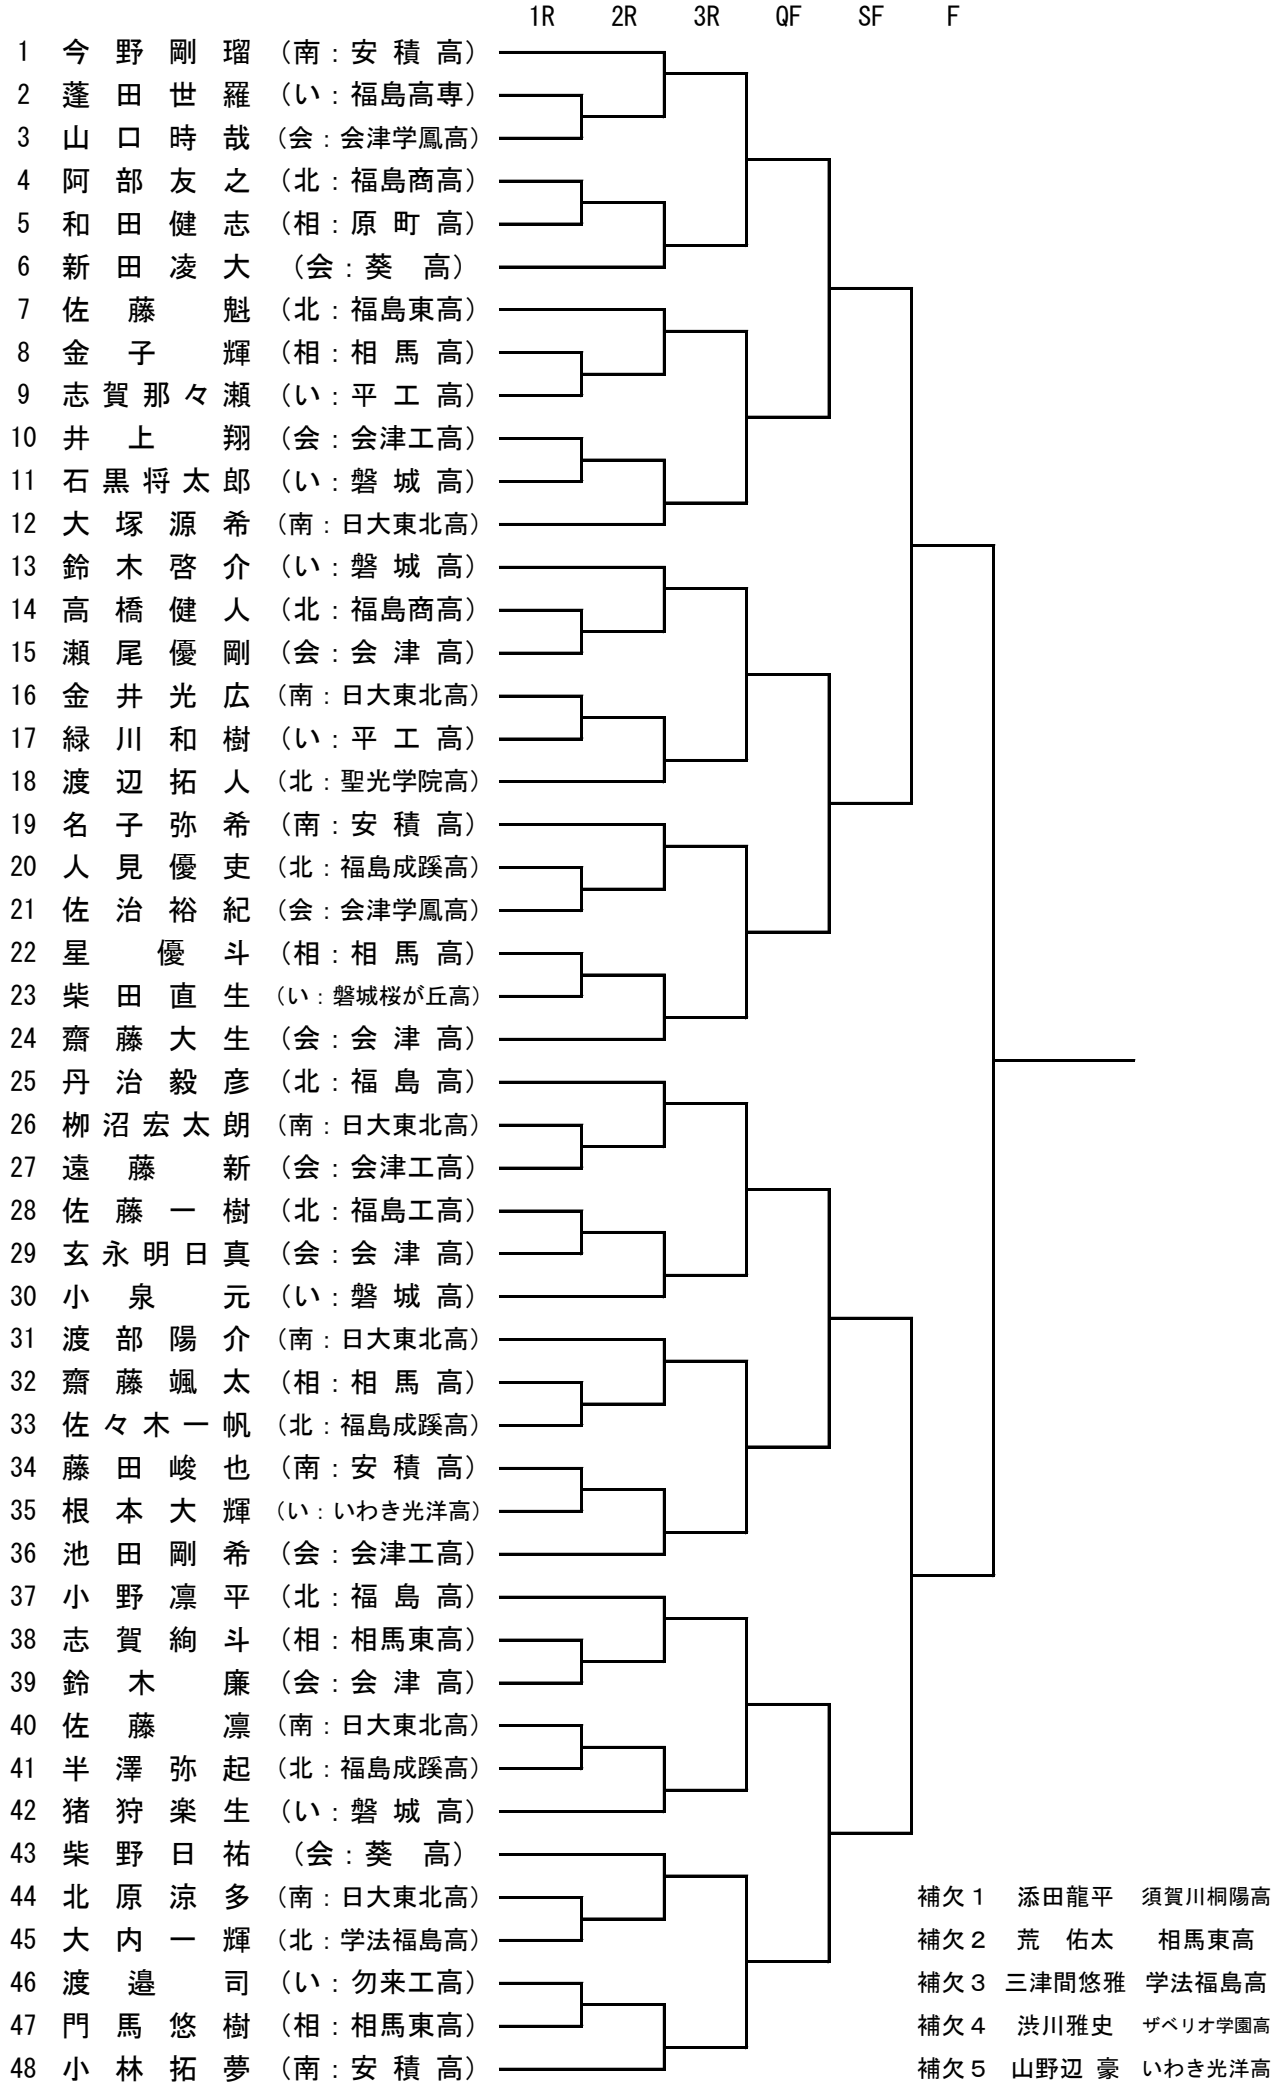 1R 2R 3R QF SF F
1 今野剛瑠 (南：安積高)
2 蓬田世羅 (い：福島高専)
3 山口時哉 (会：会津学鳳高)
4 阿部友之 (北：福島商高)
5 和田健志 (相：原町高)
6 新田凌大 (会：葵 高)
7 佐藤 魁 (北：福島東高)
8 金子 輝 (相：相馬高)
9 志賀那々瀬 (い：平工高)
10 井上 翔 (会：会津工高)
11 石黒将太郎 (い：磐城高)
12 大塚源希 (南：日大東北高)
13 鈴木啓介 (い：磐城高)
14 高橋健人 (北：福島商高)
15 瀬尾優剛 (会：会津高)
16 金井光広 (南：日大東北高)
17 緑川和樹 (い：平工高)
18 渡辺拓人 (北：聖光学院高)
19 名子弥希 (南：安積高)
20 人見優吏 (北：福島成蹊高)
21 佐治裕紀 (会：会津学鳳高)
22 星 優斗 (相：相馬高)
23 柴田直生 (い：磐城桜が丘高)
24 齋藤大生 (会：会津高)
25 丹治毅彦 (北：福島高)
26 栁沼宏太朗 (南：日大東北高)
27 遠藤 新 (会：会津工高)
28 佐藤一樹 (北：福島工高)
29 玄永明日真 (会：会津高)
30 小泉 元 (い：磐城高)
31 渡部陽介 (南：日大東北高)
32 齋藤颯太 (相：相馬高)
33 佐々木一帆 (北：福島成蹊高)
34 藤田峻也 (南：安積高)
35 根本大輝 (い：いわき光洋高)
36 池田剛希 (会：会津工高)
37 小野凛平 (北：福島高)
38 志賀絢斗 (相：相馬東高)
39 鈴木 廉 (会：会津高)
40 佐藤 凛 (南：日大東北高)
41 半澤弥起 (北：福島成蹊高)
42 猪狩楽生 (い：磐城高)
43 柴野日祐 (会：葵 高)
44 北原涼多 (南：日大東北高) 補欠１ 添田龍平 須賀川桐陽高
45 大内一輝 (北：学法福島高) 補欠２ 荒 佑太 相馬東高
46 渡邉 司 (い：勿来工高) 補欠３ 三津間悠雅 学法福島高
47 門馬悠樹 (相：相馬東高) 補欠４ 渋川雅史 ザベリオ学園高
48 小林拓夢 (南：安積高) 補欠５ 山野辺 豪 いわき光洋高